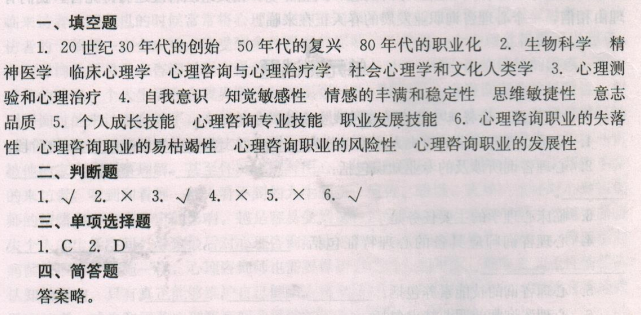 一、填空题
1. 20 世纪 30 年代的创始 50 年代的复兴 80 年代的职业化 2. 生物科学 精
神医学 临床心理学 心理咨询与心理治疗学 社会心理学和文化人类学 3. 心理测
验和心理治疗 4. 自我意识 知觉敏感性 情感的丰满和稳定性 思维敏捷性 意志
品质 5. 个人成长技能 心理咨询专业技能 职业发展技能 6. 心理咨询职业的失落
性 心理咨询职业的易枯竭性 心理咨询职业的风险性 心理咨询职业的发展性
二、判断题
1. √ 2. × 3. √ 4. × 5. × 6. √
三、单项选择题
1. C 2. D
四、简答题
答案略。